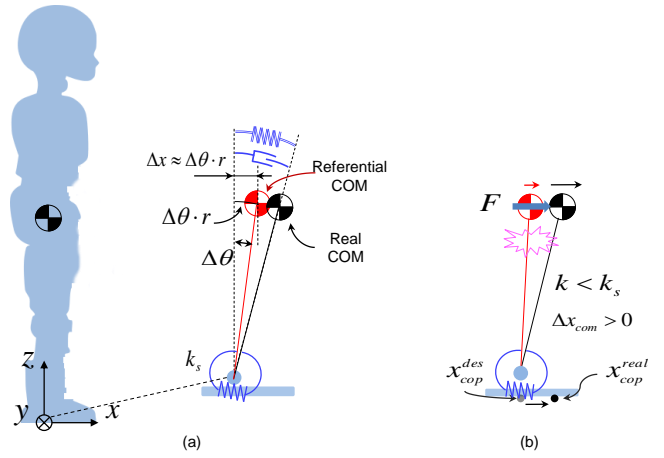 z
y
x
Δx ≈ Δθ · r
Referential
COM
Δθ · r
Real
COM
Δθ
k_s
(a)
F
k < k_s
Δx_com > 0
x_cop^des
x_cop^real
(b)